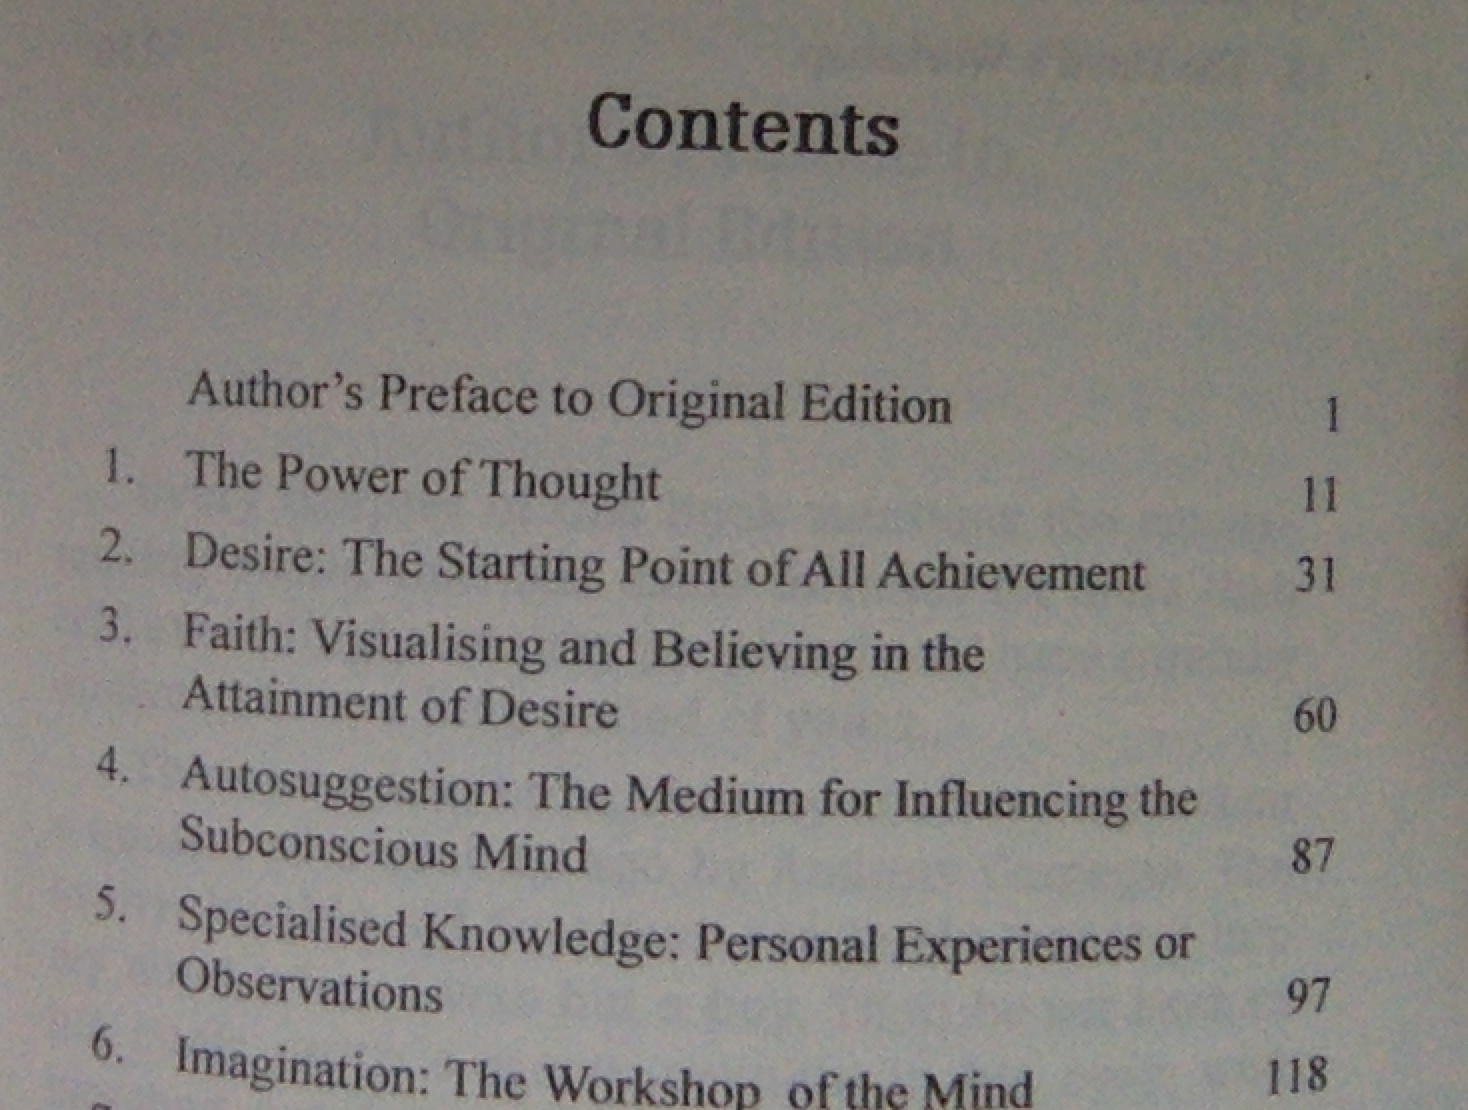 Contents
Author's Preface to Original Edition 1
1. The Power of Thought 11
2. Desire: The Starting Point of All Achievement 31
3. Faith: Visualising and Believing in the
Attainment of Desire 60
4. Autosuggestion: The Medium for Influencing the
Subconscious Mind 87
5. Specialised Knowledge: Personal Experiences or
Observations 97
6. Imagination: The Workshop of the Mind 118